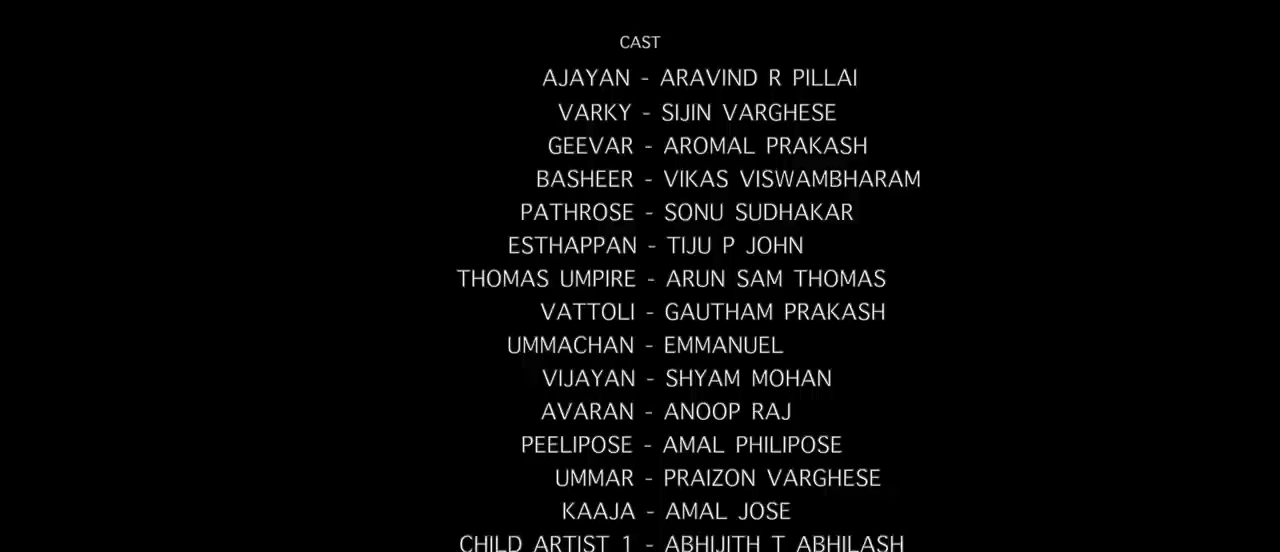 CAST
AJAYAN - ARAVIND R PILLAI
VARKY - SIJIN VARGHESE
GEEVAR - AROMAL PRAKASH
BASHEER - VIKAS VISWAMBHARAM
PATHROSE - SONU SUDHAKAR
ESTHAPPAN - TIJU P JOHN
THOMAS UMPIRE - ARUN SAM THOMAS
VATTOLI - GAUTHAM PRAKASH
UMMACHAN - EMMANUEL
VIJAYAN - SHYAM MOHAN
AVARAN - ANOOP RAJ
PEELIPOSE - AMAL PHILIPOSE
UMMAR - PRAIZON VARGHESE
KAAJA - AMAL JOSE
CHILD ARTIST 1 - ABHIJITH T ABHILASH